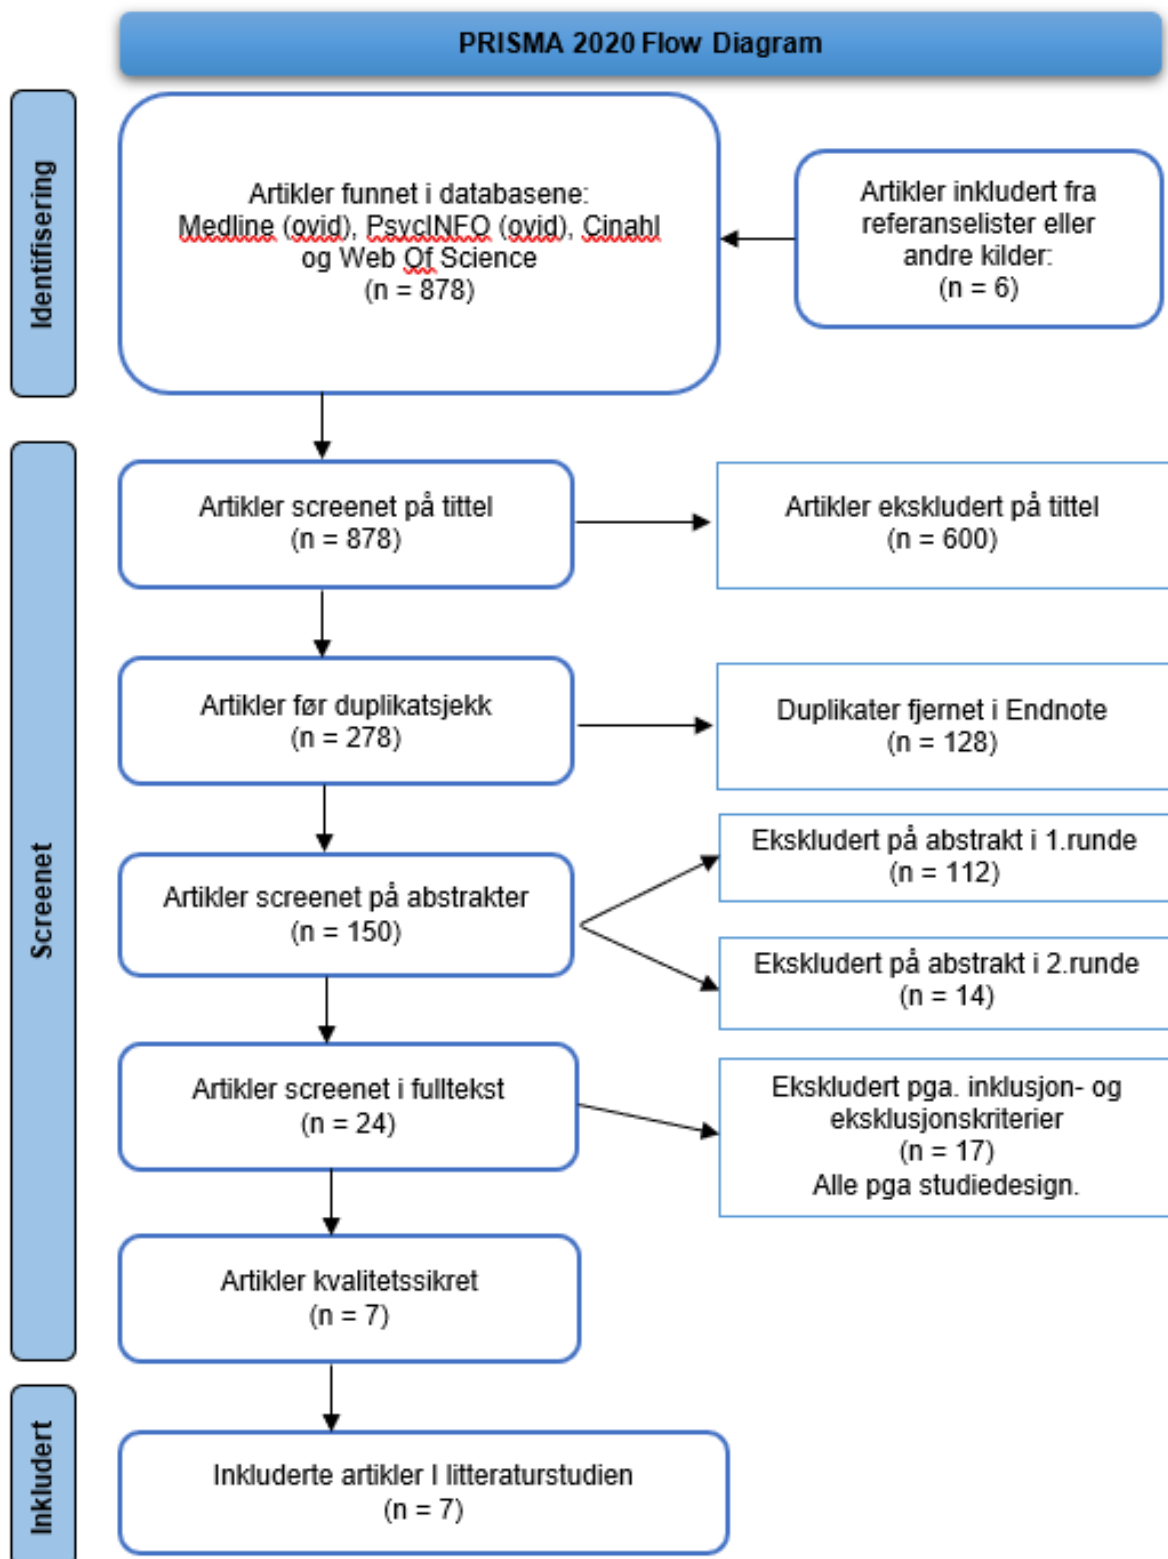 PRISMA 2020 Flow Diagram
Identifisering
Artikler funnet i databasene:
Medline (ovid), PsycINFO (ovid), Cinahl
og Web Of Science
(n = 878)
Artikler inkludert fra
referanselister eller
andre kilder:
(n = 6)
Screenet
Artikler screenet på tittel
(n = 878)
Artikler ekskludert på tittel
(n = 600)
Artikler før duplikatsjekk
(n = 278)
Duplikater fjernet i Endnote
(n = 128)
Artikler screenet på abstrakter
(n = 150)
Ekskludert på abstrakt i 1.runde
(n = 112)
Ekskludert på abstrakt i 2.runde
(n = 14)
Artikler screenet i fulltekst
(n = 24)
Ekskludert pga. inklusjon- og
eksklusjonskriterier
(n = 17)
Alle pga studiedesign.
Artikler kvalitetssikret
(n = 7)
Inkludert
Inkluderte artikler I litteraturstudien
(n = 7)